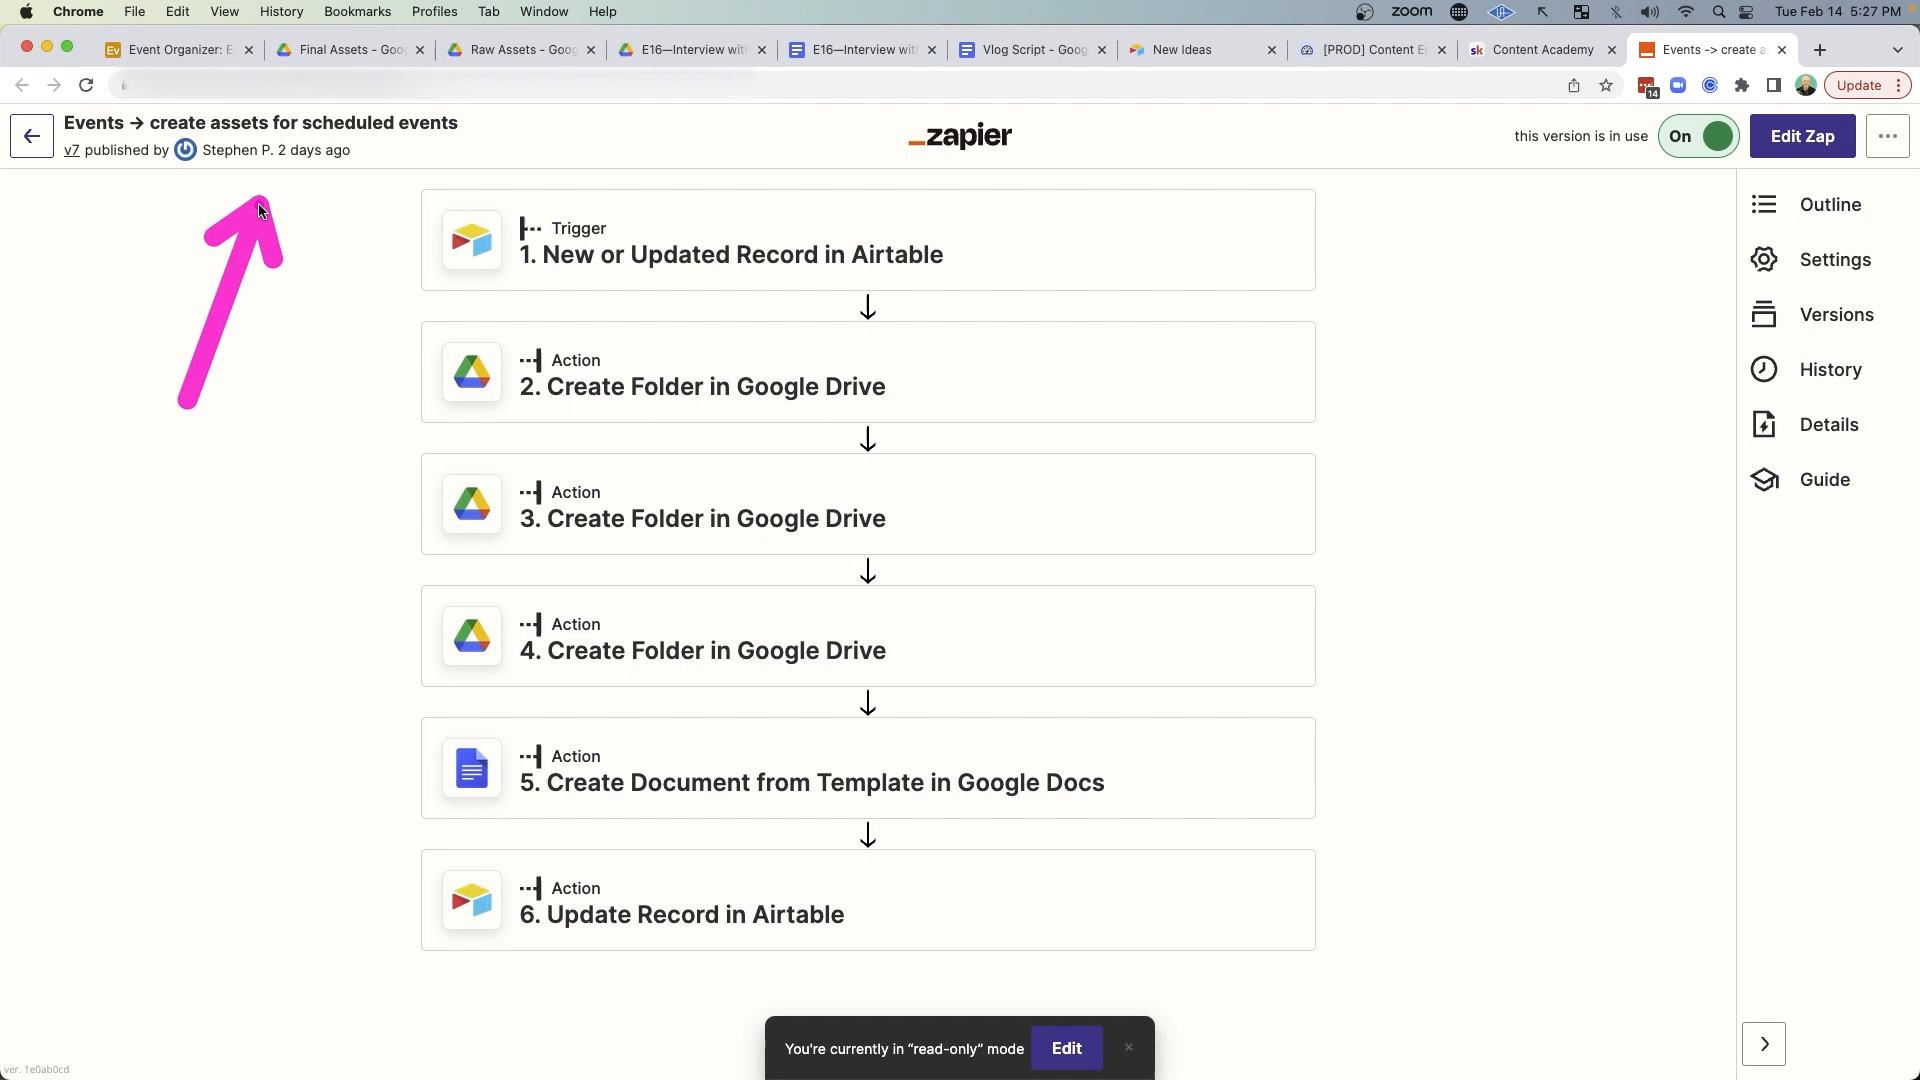 Chrome File Edit View History Bookmarks Profiles Tab Window Help zoom Tue Feb 14 5:27 PM
Event Organizer: E Final Assets - Goo Raw Assets - Goog E16—Interview wit E16—Interview wit Vlog Script - Goog New Ideas [PROD] Content E Content Academy Events -> create a
14 Update
Events → create assets for scheduled events
v7 published by Stephen P. 2 days ago
zapier
this version is in use On Edit Zap
Trigger
1. New or Updated Record in Airtable
Action
2. Create Folder in Google Drive
Action
3. Create Folder in Google Drive
Action
4. Create Folder in Google Drive
Action
5. Create Document from Template in Google Docs
Action
6. Update Record in Airtable
Outline
Settings
Versions
History
Details
Guide
You're currently in “read-only” mode Edit
ver. 1e0ab0cd